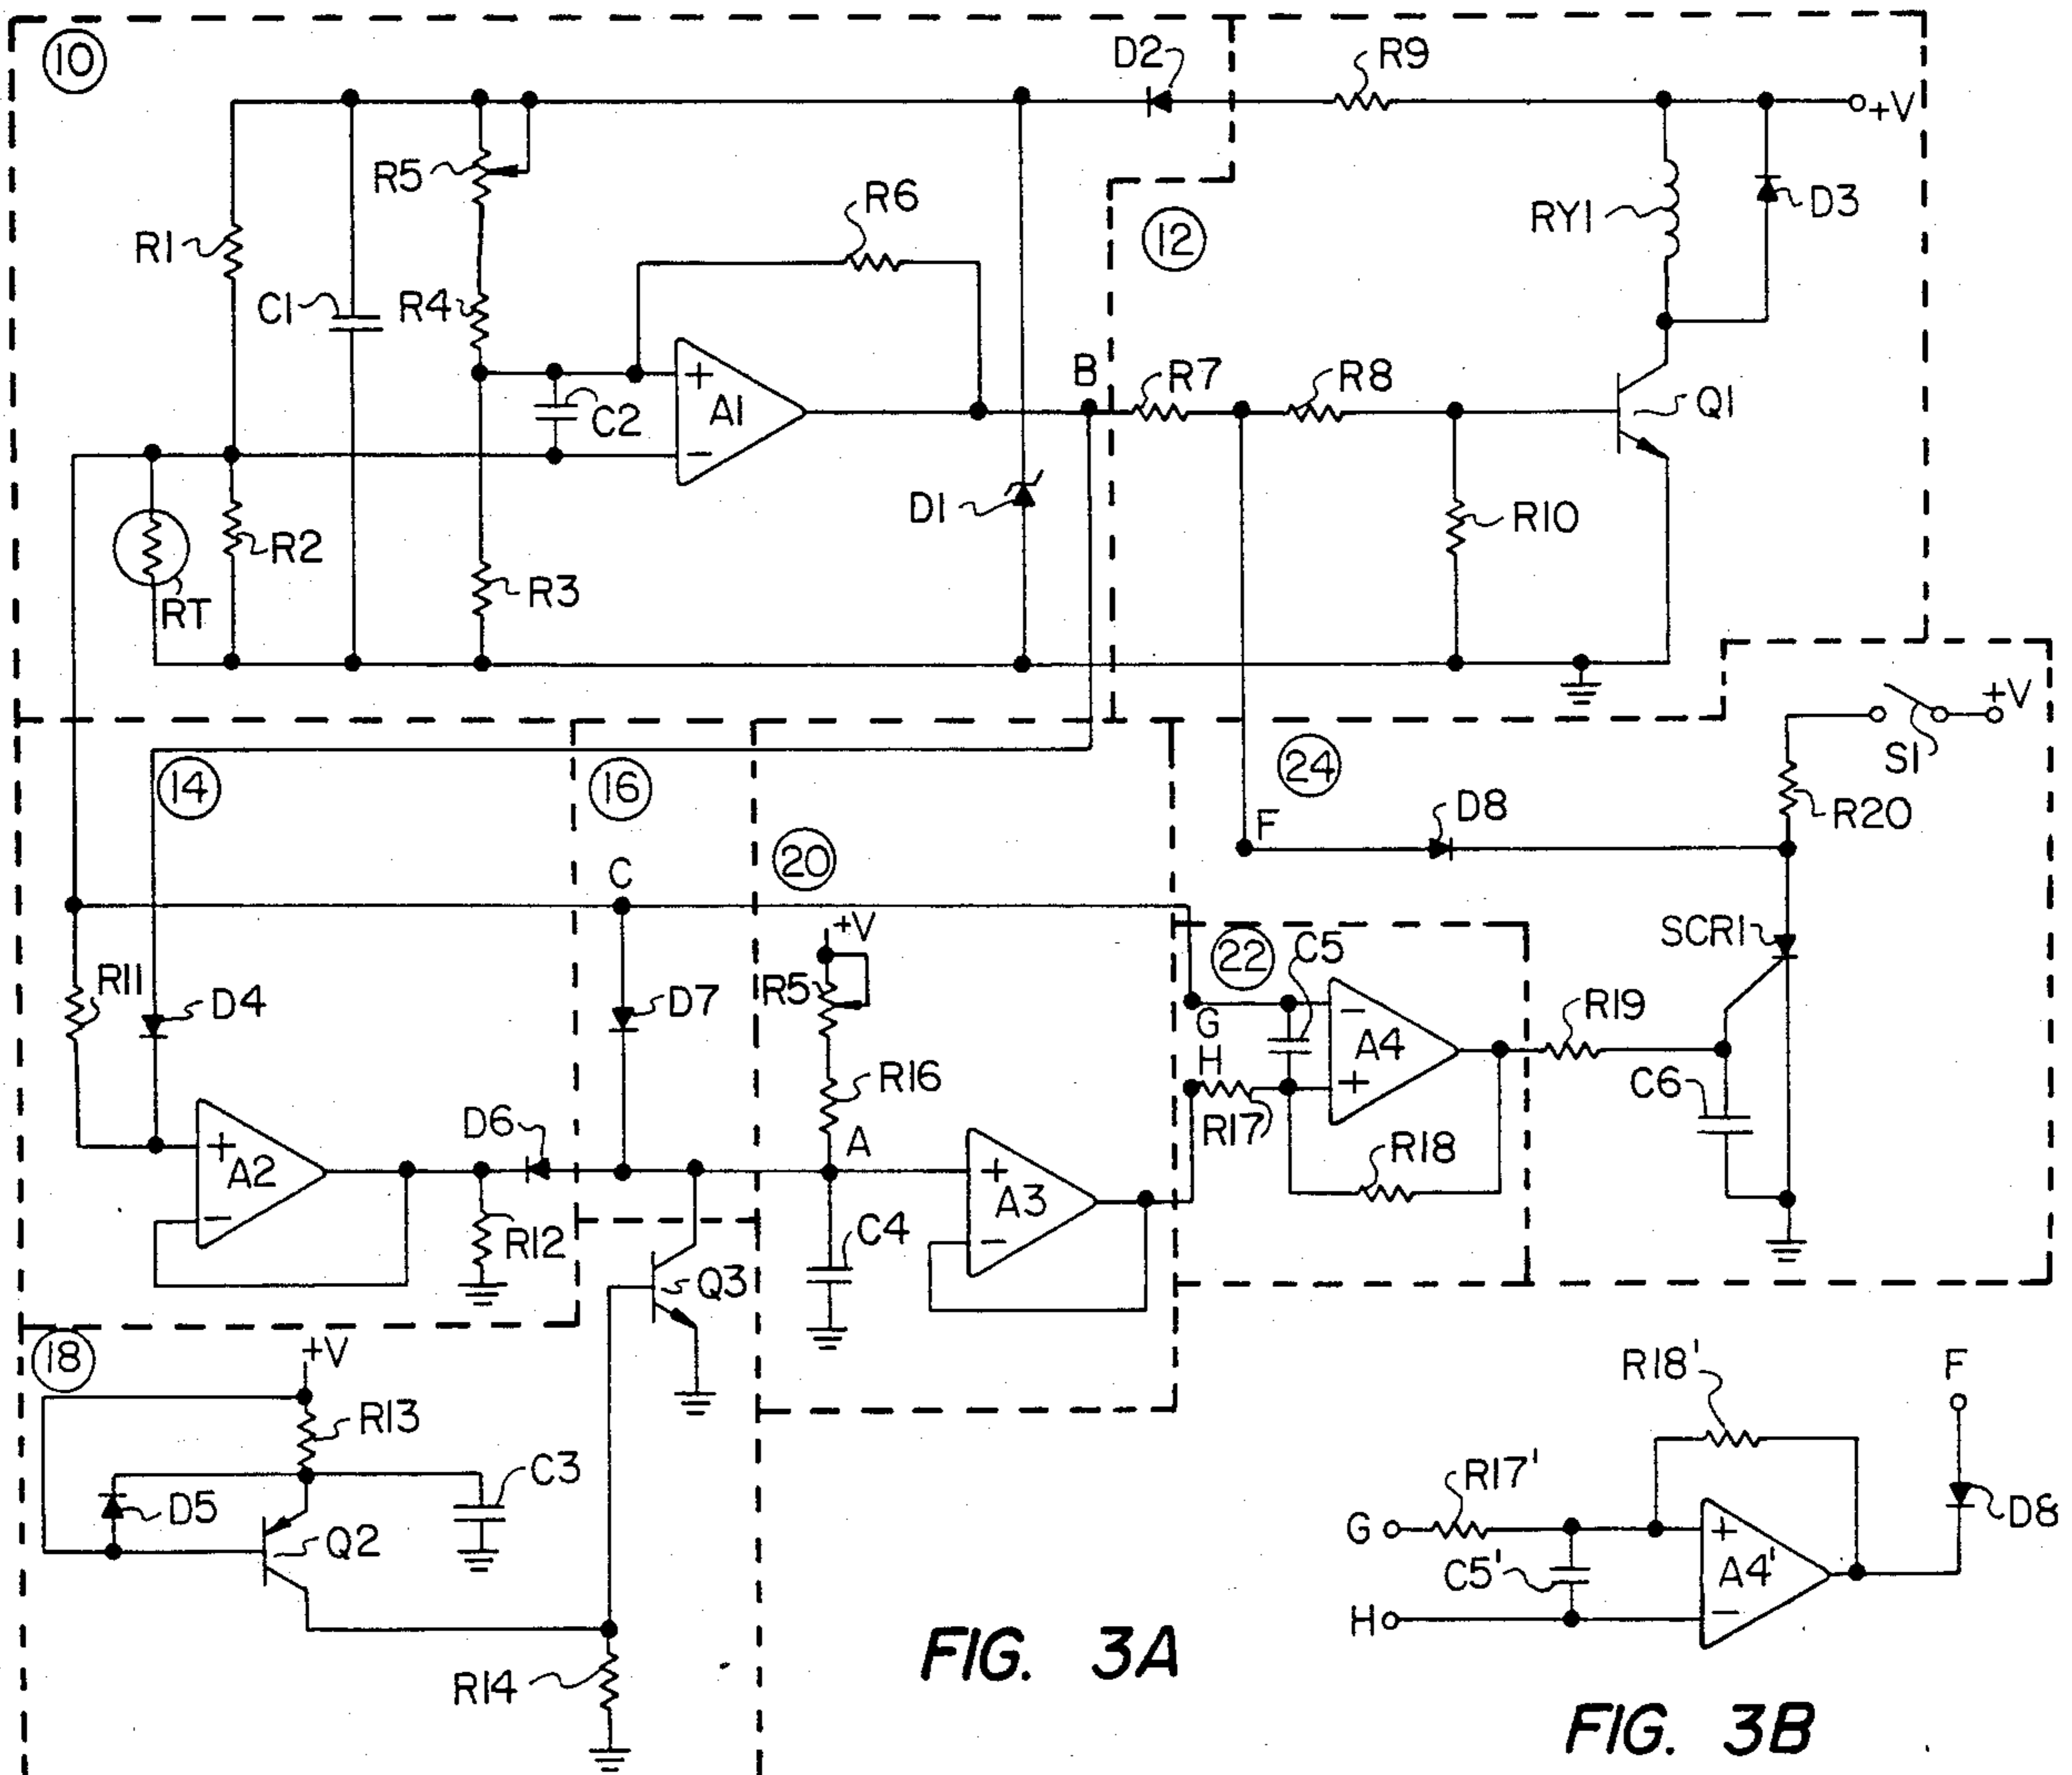 10
D2
R9
+V
R5
R6
R1
12
RY1
D3
C1
R4
B
R7
R8
+
A1
C2
Q1
-
D1
R2
R10
RT
R3
+V
S1
14
16
24
R20
F
D8
20
C
+V
SCR1
R11
D4
D7
R5
22
C5
G
-
A4
R19
H
+
R16
C6
D6
R17
R18
A
+
A2
-
R12
+
A3
-
C4
Q3
18
+V
R13
C3
D5
Q2
R14
R18'
F
R17'
D8
G
+
C5'
A4'
H
-
FIG. 3A
FIG. 3B